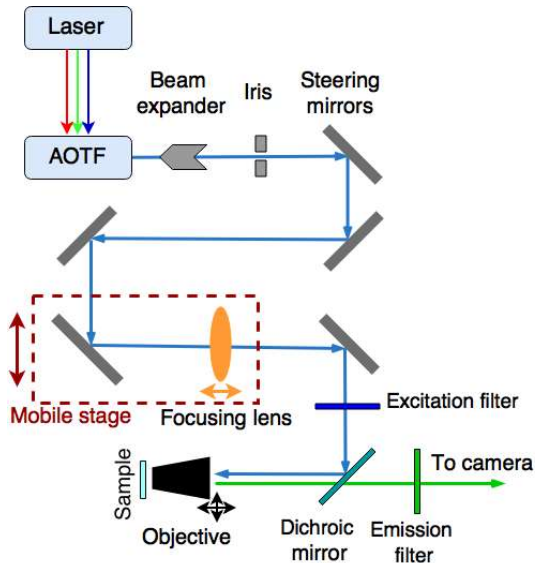 Laser
Beam
expander
Iris
Steering
mirrors
AOTF
Mobile stage
Focusing lens
Excitation filter
Sample
Objective
To camera
Dichroic
mirror
Emission
filter